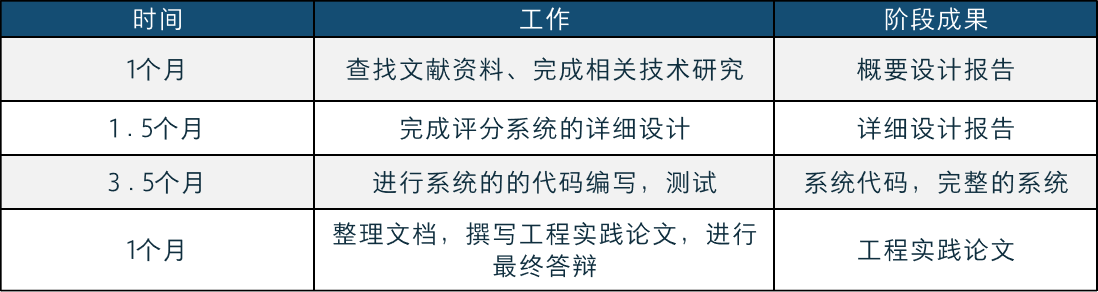 时间 工作 阶段成果
1个月 查找文献资料、完成相关技术研究 概要设计报告
1.5个月 完成评分系统的详细设计 详细设计报告
3.5个月 进行系统的的代码编写，测试 系统代码，完整的系统
1个月 整理文档，撰写工程实践论文，进行
最终答辩 工程实践论文